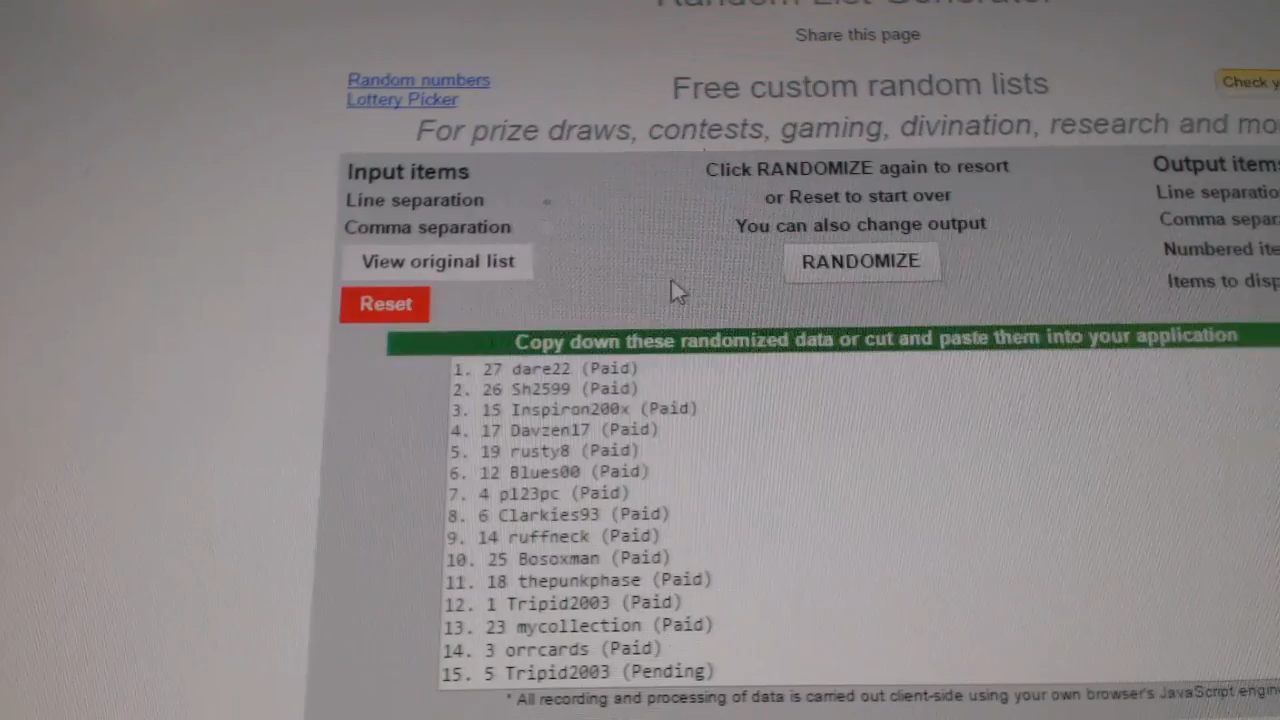 Share this page
Random numbers
Lottery Picker
Free custom random lists
Check
For prize draws, contests, gaming, divination, research and
Input items
Line separation
Comma separation
View original list
Reset
Click RANDOMIZE again to resort
or Reset to start over
You can also change output
RANDOMIZE
Output
Line
Comma
Numbered
Items to
Copy down these randomized data or cut and paste them into your application
1. 27 dare22 (Paid)
2. 26 Sh2599 (Paid)
3. 15 Inspiron200x (Paid)
4. 17 Davzen17 (Paid)
5. 19 rusty8 (Paid)
6. 12 Blues00 (Paid)
7. 4 p123pc (Paid)
8. 6 Clarkies93 (Paid)
9. 14 ruffneck (Paid)
10. 25 Bosoxman (Paid)
11. 18 thepunkphase (Paid)
12. 1 Tripid2003 (Paid)
13. 23 mycollection (Paid)
14. 3 orrcards (Paid)
15. 5 Tripid2003 (Pending)
* All recording and processing of data is carried out client-side using your own browser's JavaScript